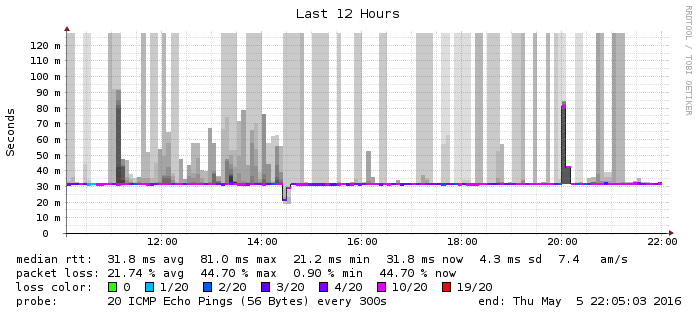 Last 12 Hours
RRDTOOL / TOBI OETIKER
Seconds
120 m
110 m
100 m
90 m
80 m
70 m
60 m
50 m
40 m
30 m
20 m
10 m
0
12:00 14:00 16:00 18:00 20:00 22:00
median rtt: 31.8 ms avg 81.0 ms max 21.2 ms min 31.8 ms now 4.3 ms sd 7.4 am/s
packet loss: 21.74 % avg 44.70 % max 0.90 % min 44.70 % now
loss color: 0 1/20 2/20 3/20 4/20 10/20 19/20
probe: 20 ICMP Echo Pings (56 Bytes) every 300s end: Thu May 5 22:05:03 2016